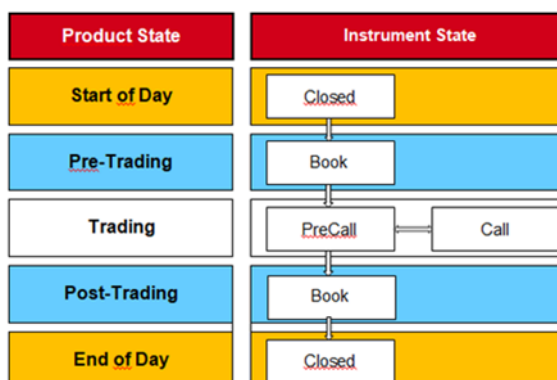 Product State
Instrument State
Start of Day
Closed
Pre-Trading
Book
Trading
PreCall
Call
Post-Trading
Book
End of Day
Closed